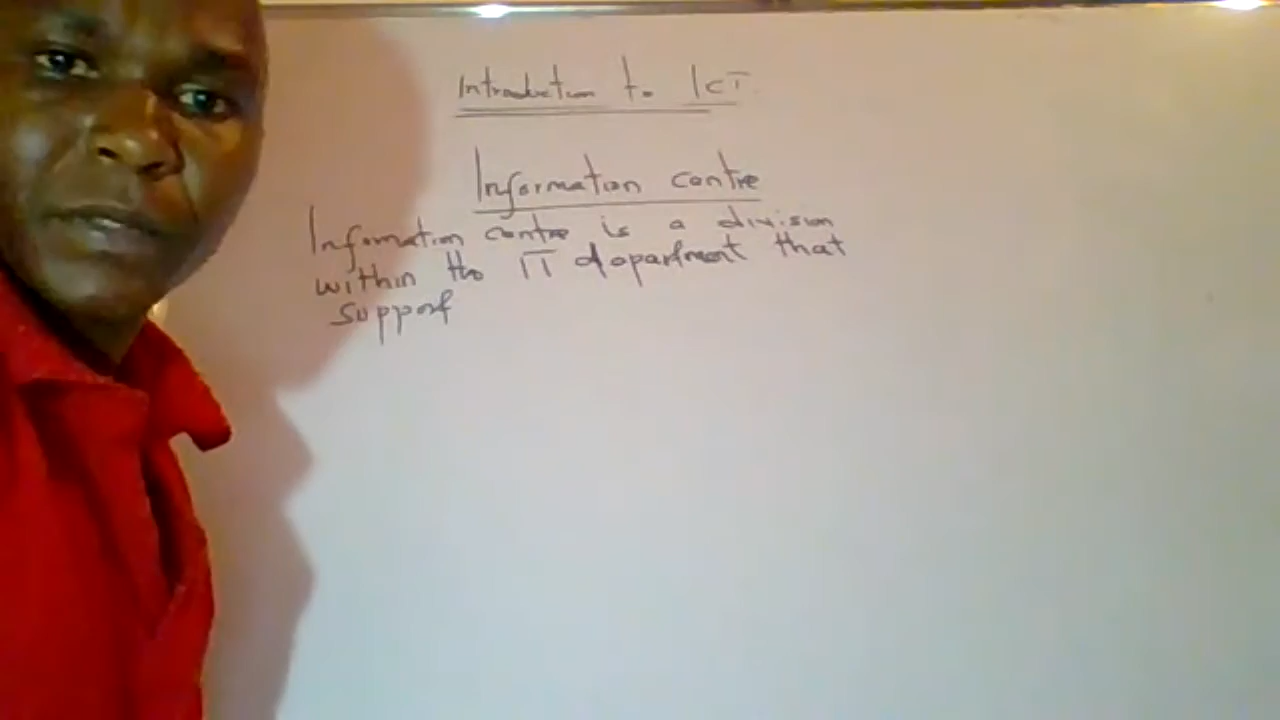 Introduction to ICT
Information centre
Information centre is a division
within the IT department that
support